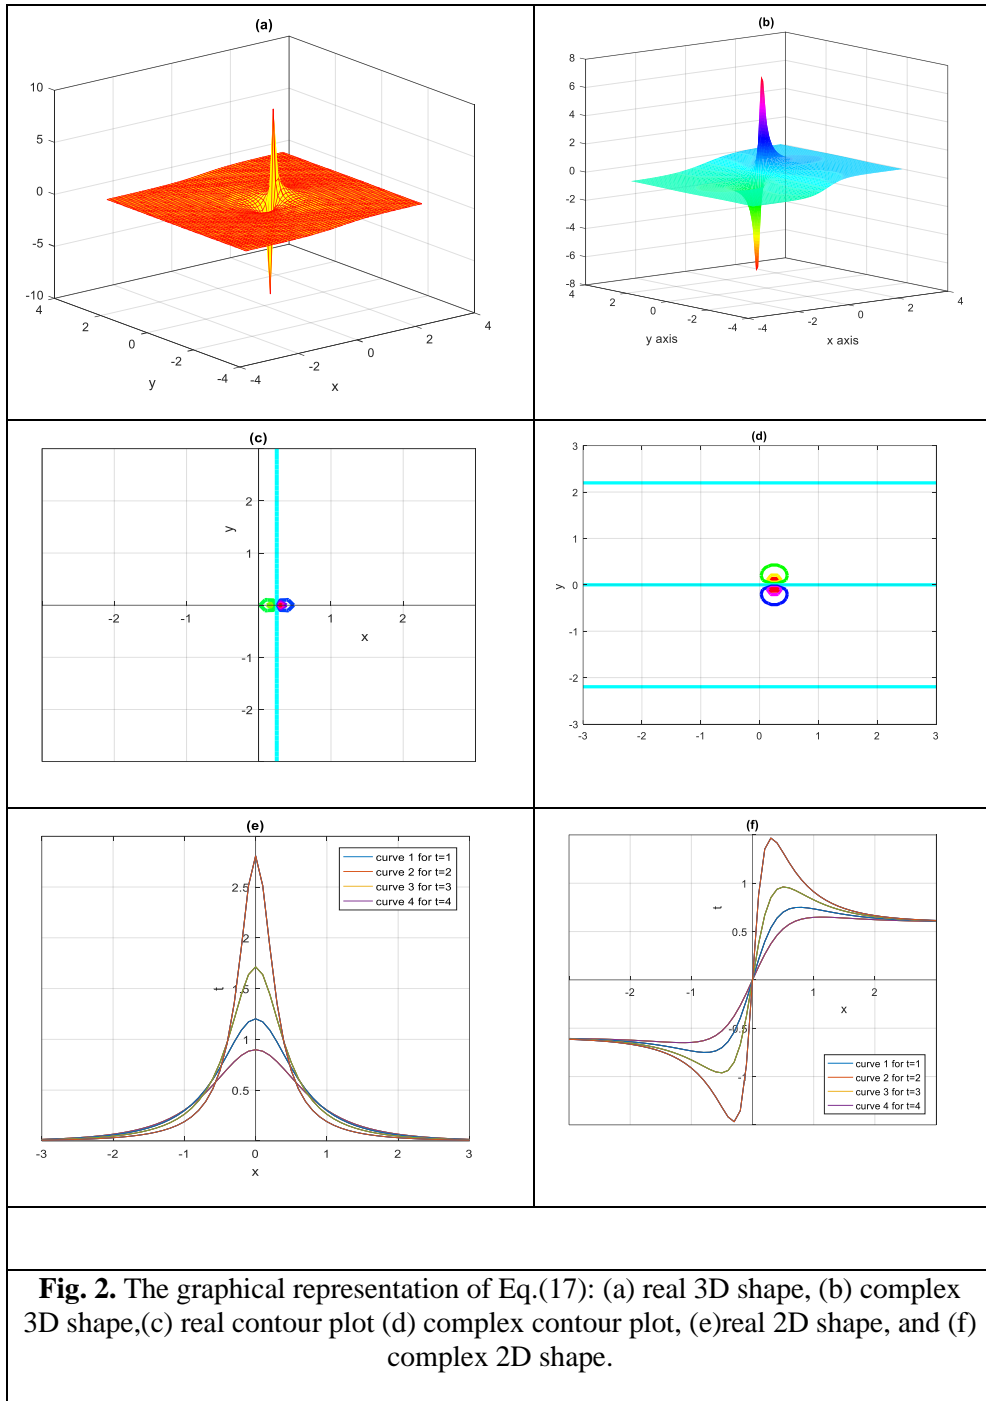 (a)
10
5
0
-5
-10
4
2
0
-2
-4
-4
-2
0
2
4
y
x
(b)
8
6
4
2
0
-2
-4
-6
-8
4
2
0
-2
-4
-4
-2
0
2
4
y axis
x axis
(c)
2
1
-1
-2
-2
-1
1
2
y
x
(d)
3
2
1
0
-1
-2
-3
-3
-2
-1
0
1
2
3
y
(e)
curve 1 for t=1
curve 2 for t=2
curve 3 for t=3
curve 4 for t=4
2.5
2
1.5
1
0.5
t
-3
-2
-1
0
1
2
3
x
(f)
1
0.5
-0.5
-1
t
-2
-1
1
2
x
curve 1 for t=1
curve 2 for t=2
curve 3 for t=3
curve 4 for t=4
Fig. 2. The graphical representation of Eq.(17): (a) real 3D shape, (b) complex
3D shape,(c) real contour plot (d) complex contour plot, (e)real 2D shape, and (f)
complex 2D shape.